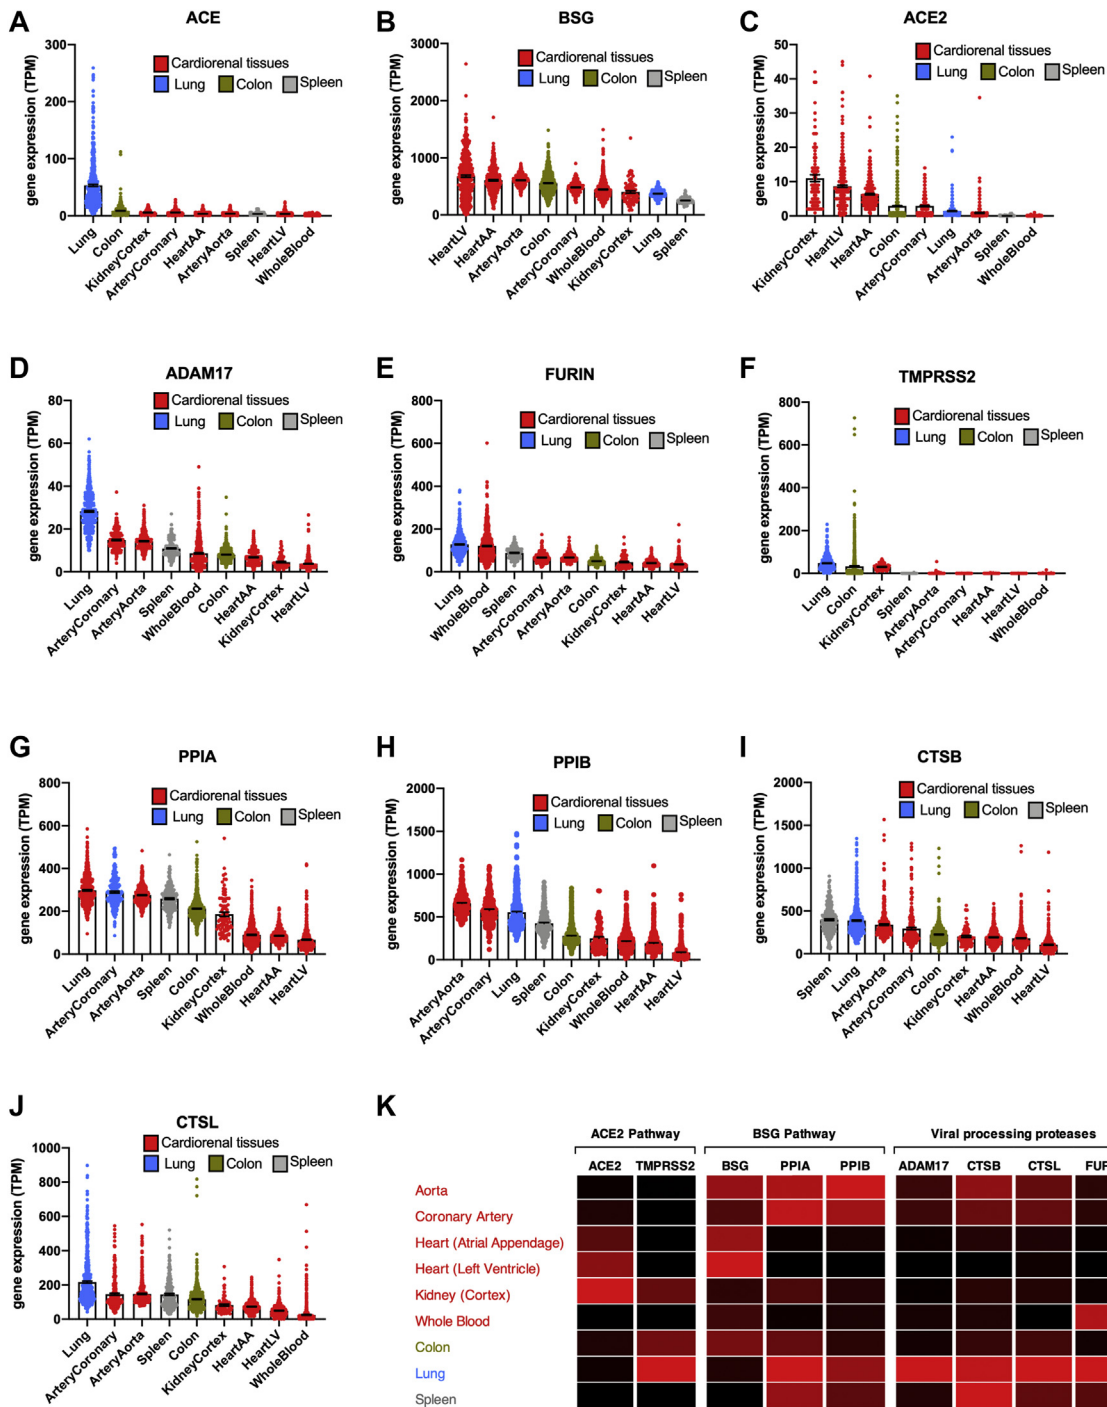 A
ACE
gene expression (TPM)
300
200
100
0
Cardiorenal tissues
Lung Colon Spleen
Lung
Colon
KidneyCortex
ArteryCoronary
HeartAA
ArteryAorta
Spleen
HeartLV
WholeBlood
B
BSG
gene expression (TPM)
3000
2000
1000
0
Cardiorenal tissues
Lung Colon Spleen
HeartLV
HeartAA
ArteryAorta
Colon
ArteryCoronary
WholeBlood
KidneyCortex
Lung
Spleen
C
ACE2
gene expression (TPM)
50
40
30
20
10
0
Cardiorenal tissues
Lung Colon Spleen
KidneyCortex
HeartLV
HeartAA
Colon
ArteryCoronary
Lung
ArteryAorta
Spleen
WholeBlood
D
ADAM17
gene expression (TPM)
80
60
40
20
0
Cardiorenal tissues
Lung Colon Spleen
Lung
ArteryCoronary
ArteryAorta
Spleen
WholeBlood
Colon
HeartAA
KidneyCortex
HeartLV
E
FURIN
gene expression (TPM)
800
600
400
200
0
Cardiorenal tissues
Lung Colon Spleen
Lung
WholeBlood
Spleen
ArteryCoronary
ArteryAorta
Colon
KidneyCortex
HeartAA
HeartLV
F
TMPRSS2
gene expression (TPM)
800
600
400
200
0
Cardiorenal tissues
Lung Colon Spleen
Lung
Colon
KidneyCortex
Spleen
ArteryAorta
ArteryCoronary
HeartAA
HeartLV
WholeBlood
G
PPIA
gene expression (TPM)
800
600
400
200
0
Cardiorenal tissues
Lung Colon Spleen
Lung
ArteryCoronary
ArteryAorta
Spleen
Colon
KidneyCortex
WholeBlood
HeartAA
HeartLV
H
PPIB
gene expression (TPM)
2000
1500
1000
500
0
Cardiorenal tissues
Lung Colon Spleen
ArteryAorta
ArteryCoronary
Lung
Spleen
Colon
KidneyCortex
WholeBlood
HeartAA
HeartLV
I
CTSB
gene expression (TPM)
2000
1500
1000
500
0
Cardiorenal tissues
Lung Colon Spleen
Spleen
Lung
ArteryAorta
ArteryCoronary
Colon
KidneyCortex
HeartAA
WholeBlood
HeartLV
J
CTSL
gene expression (TPM)
1000
800
600
400
200
0
Cardiorenal tissues
Lung Colon Spleen
Lung
ArteryCoronary
ArteryAorta
Spleen
Colon
KidneyCortex
HeartAA
HeartLV
WholeBlood
K
ACE2 Pathway BSG Pathway Viral processing proteases
ACE2 TMPRSS2 BSG PPIA PPIB ADAM17 CTSB CTSL FUR
Aorta
Coronary Artery
Heart (Atrial Appendage)
Heart (Left Ventricle)
Kidney (Cortex)
Whole Blood
Colon
Lung
Spleen